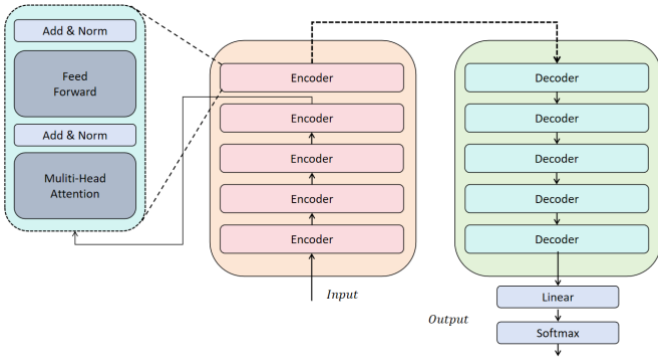 Add & Norm
Feed
Forward
Add & Norm
Muliti-Head
Attention
Encoder
Encoder
Encoder
Encoder
Encoder
Input
Decoder
Decoder
Decoder
Decoder
Decoder
Linear
Output
Softmax